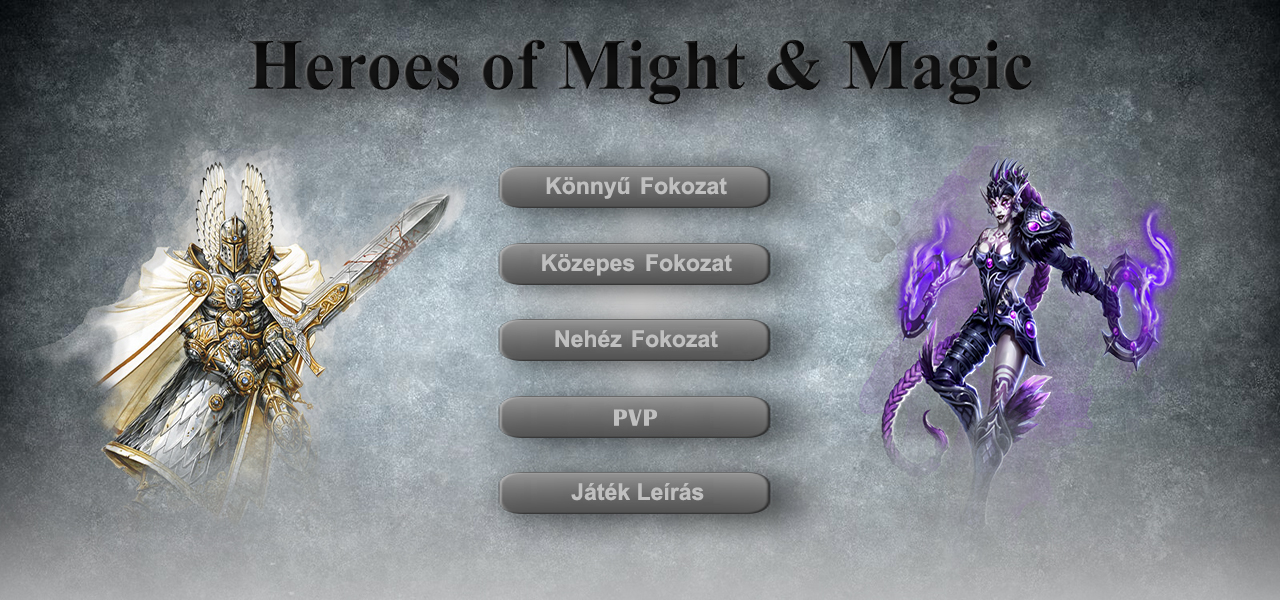 Heroes of Might & Magic
Könnyű Fokozat
Közepes Fokozat
Nehéz Fokozat
PVP
Játék Leírás